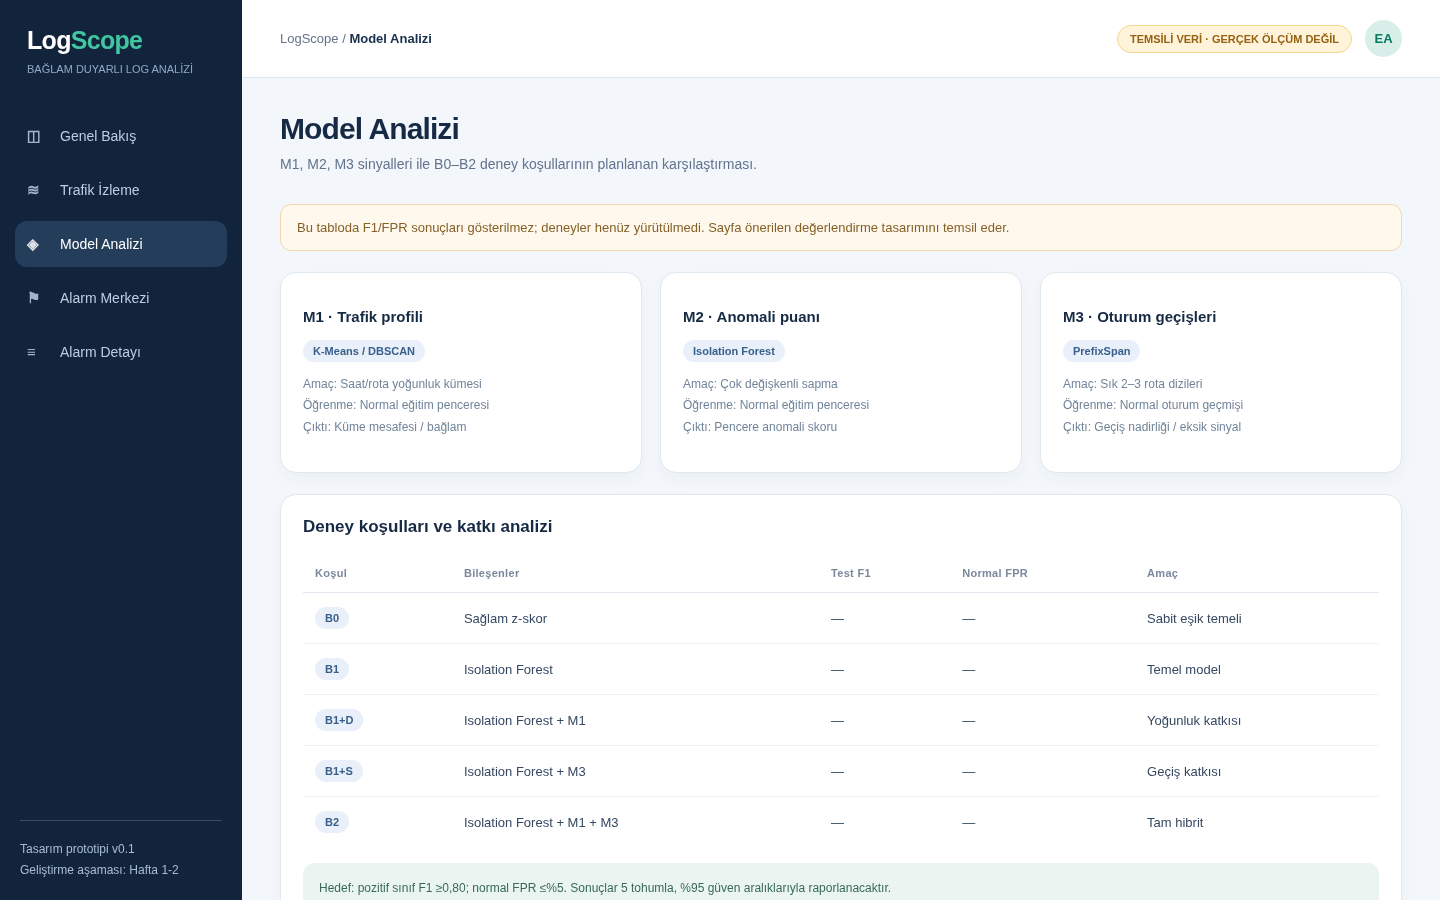 LogScope
BAĞLAM DUYARLI LOG ANALİZİ
Genel Bakış
Trafik İzleme
Model Analizi
Alarm Merkezi
Alarm Detayı
Tasarım prototipi v0.1
Geliştirme aşaması: Hafta 1-2
LogScope / Model Analizi
TEMSİLİ VERİ · GERÇEK ÖLÇÜM DEĞİL
EA
Model Analizi
M1, M2, M3 sinyalleri ile B0–B2 deney koşullarının planlanan karşılaştırması.
Bu tabloda F1/FPR sonuçları gösterilmez; deneyler henüz yürütülmedi. Sayfa önerilen değerlendirme tasarımını temsil eder.
M1 · Trafik profili
K-Means / DBSCAN
Amaç: Saat/rota yoğunluk kümesi
Öğrenme: Normal eğitim penceresi
Çıktı: Küme mesafesi / bağlam
M2 · Anomali puanı
Isolation Forest
Amaç: Çok değişkenli sapma
Öğrenme: Normal eğitim penceresi
Çıktı: Pencere anomali skoru
M3 · Oturum geçişleri
PrefixSpan
Amaç: Sık 2–3 rota dizileri
Öğrenme: Normal oturum geçmişi
Çıktı: Geçiş nadirliği / eksik sinyal
Deney koşulları ve katkı analizi
Koşul Bileşenler Test F1 Normal FPR Amaç
B0 Sağlam z-skor — — Sabit eşik temeli
B1 Isolation Forest — — Temel model
B1+D Isolation Forest + M1 — — Yoğunluk katkısı
B1+S Isolation Forest + M3 — — Geçiş katkısı
B2 Isolation Forest + M1 + M3 — — Tam hibrit
Hedef: pozitif sınıf F1 ≥0,80; normal FPR ≤%5. Sonuçlar 5 tohumla, %95 güven aralıklarıyla raporlanacaktır.